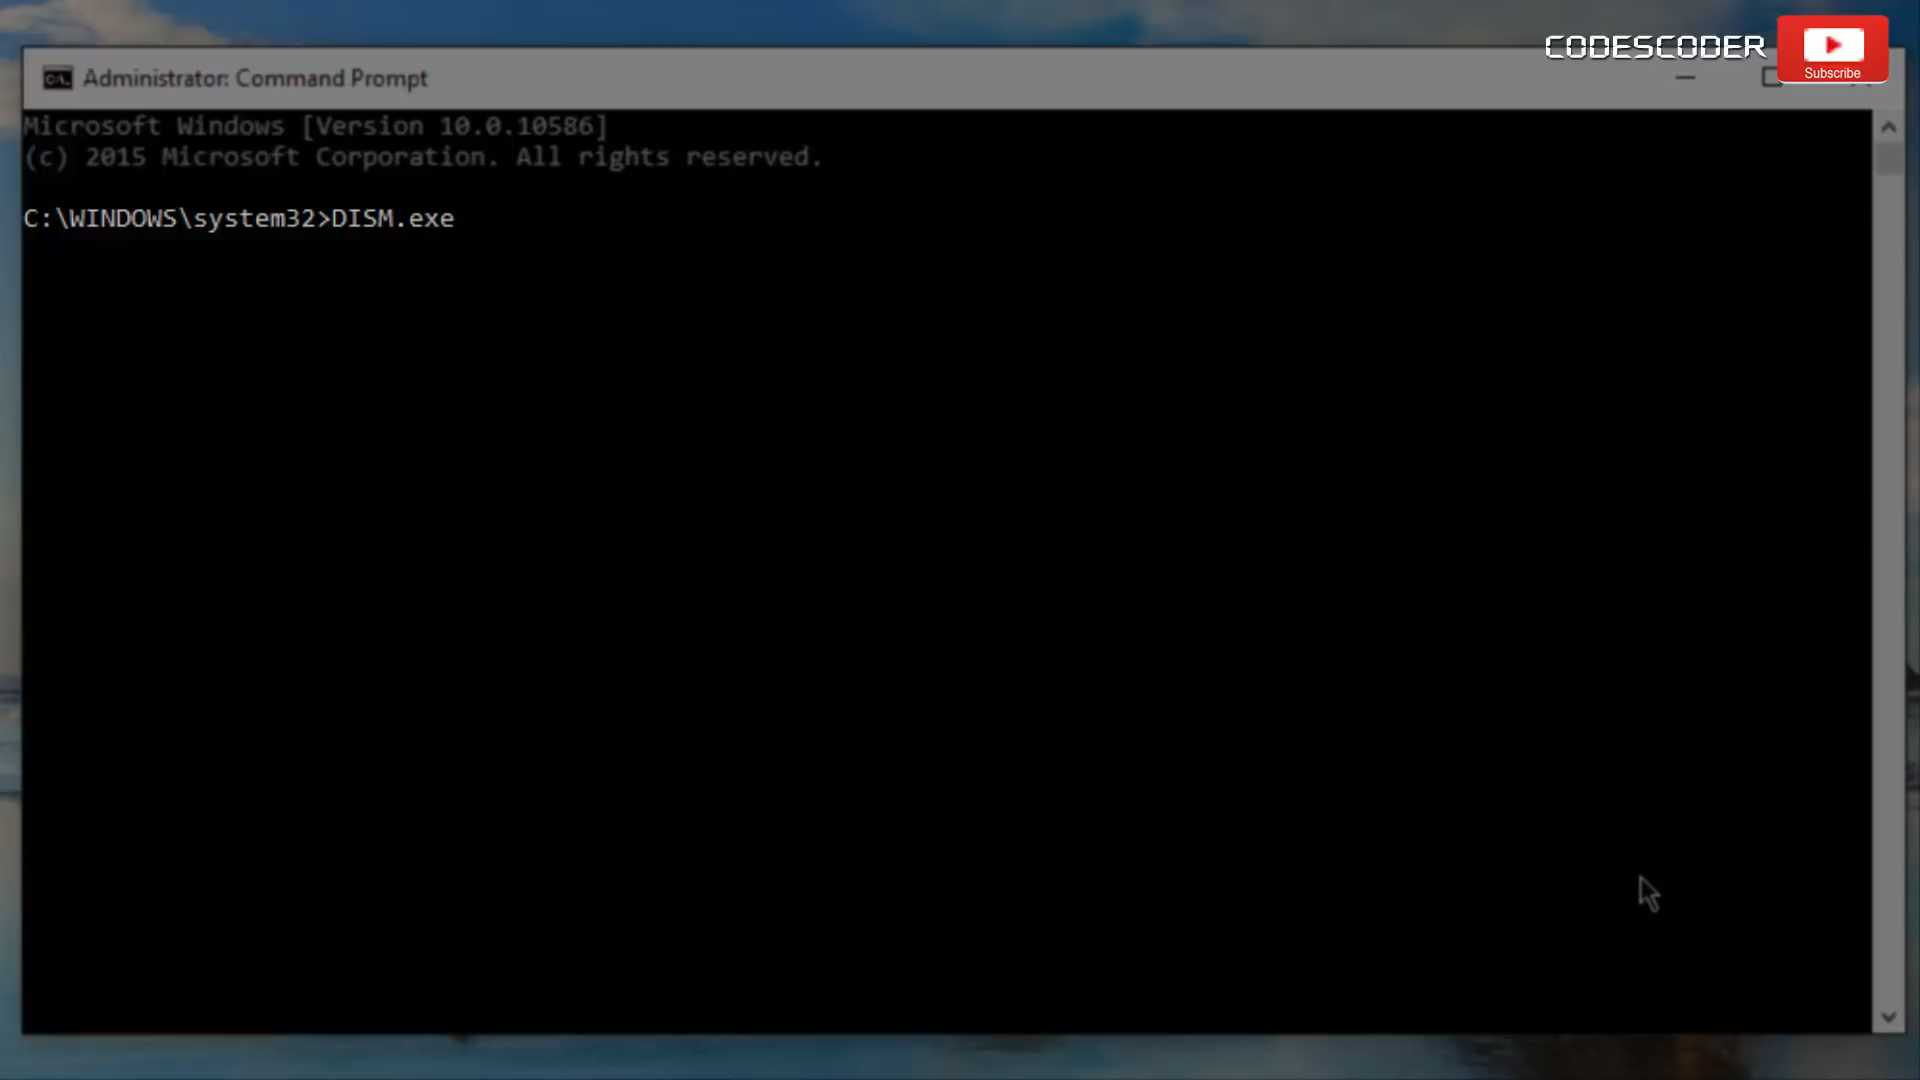 CODESCODER
Subscribe
Administrator: Command Prompt
Microsoft Windows [Version 10.0.10586]
(c) 2015 Microsoft Corporation. All rights reserved.
C:\WINDOWS\system32>DISM.exe